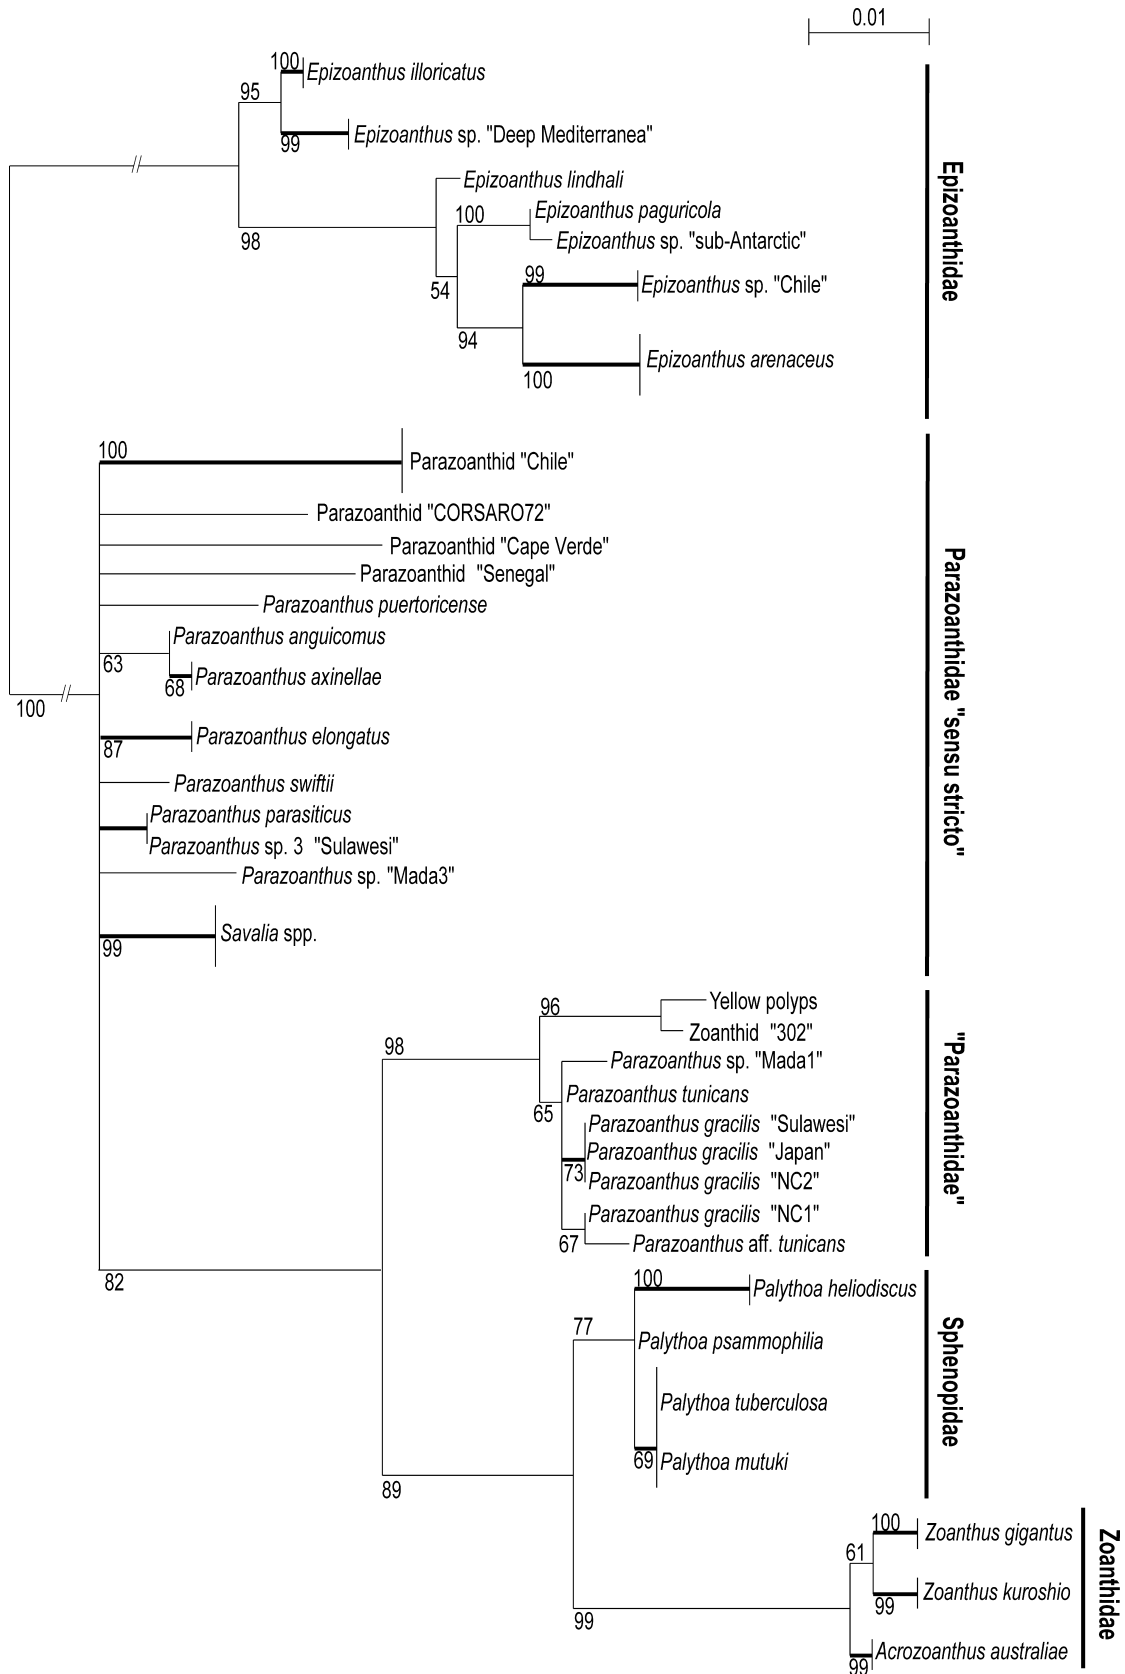 0.01
100
Epizoanthus illoricatus
95
99
Epizoanthus sp. "Deep Mediterranea"
Epizoanthus lindhali
100
Epizoanthus paguricola
Epizoanthus sp. "sub-Antarctic"
98
99
Epizoanthus sp. "Chile"
54
94
Epizoanthus arenaceus
100
Epizoanthidae
100
Parazoanthid "Chile"
Parazoanthid "CORSARO72"
Parazoanthid "Cape Verde"
Parazoanthid "Senegal"
Parazoanthus puertoricense
Parazoanthus anguicomus
63
Parazoanthus axinellae
68
100
Parazoanthus elongatus
87
Parazoanthus swiftii
Parazoanthus parasiticus
Parazoanthus sp. 3 "Sulawesi"
Parazoanthus sp. "Mada3"
Savalia spp.
99
Parazoanthidae "sensu stricto"
Yellow polyps
96
Zoanthid "302"
98
Parazoanthus sp. "Mada1"
Parazoanthus tunicans
65
Parazoanthus gracilis "Sulawesi"
Parazoanthus gracilis "Japan"
73
Parazoanthus gracilis "NC2"
Parazoanthus gracilis "NC1"
67
Parazoanthus aff. tunicans
"Parazoanthidae"
82
100
Palythoa heliodiscus
77
Palythoa psammophilia
Palythoa tuberculosa
69
Palythoa mutuki
Sphenopidae
89
100
Zoanthus gigantus
61
Zoanthus kuroshio
99
99
Acrozoanthus australiae
99
Zoanthidae